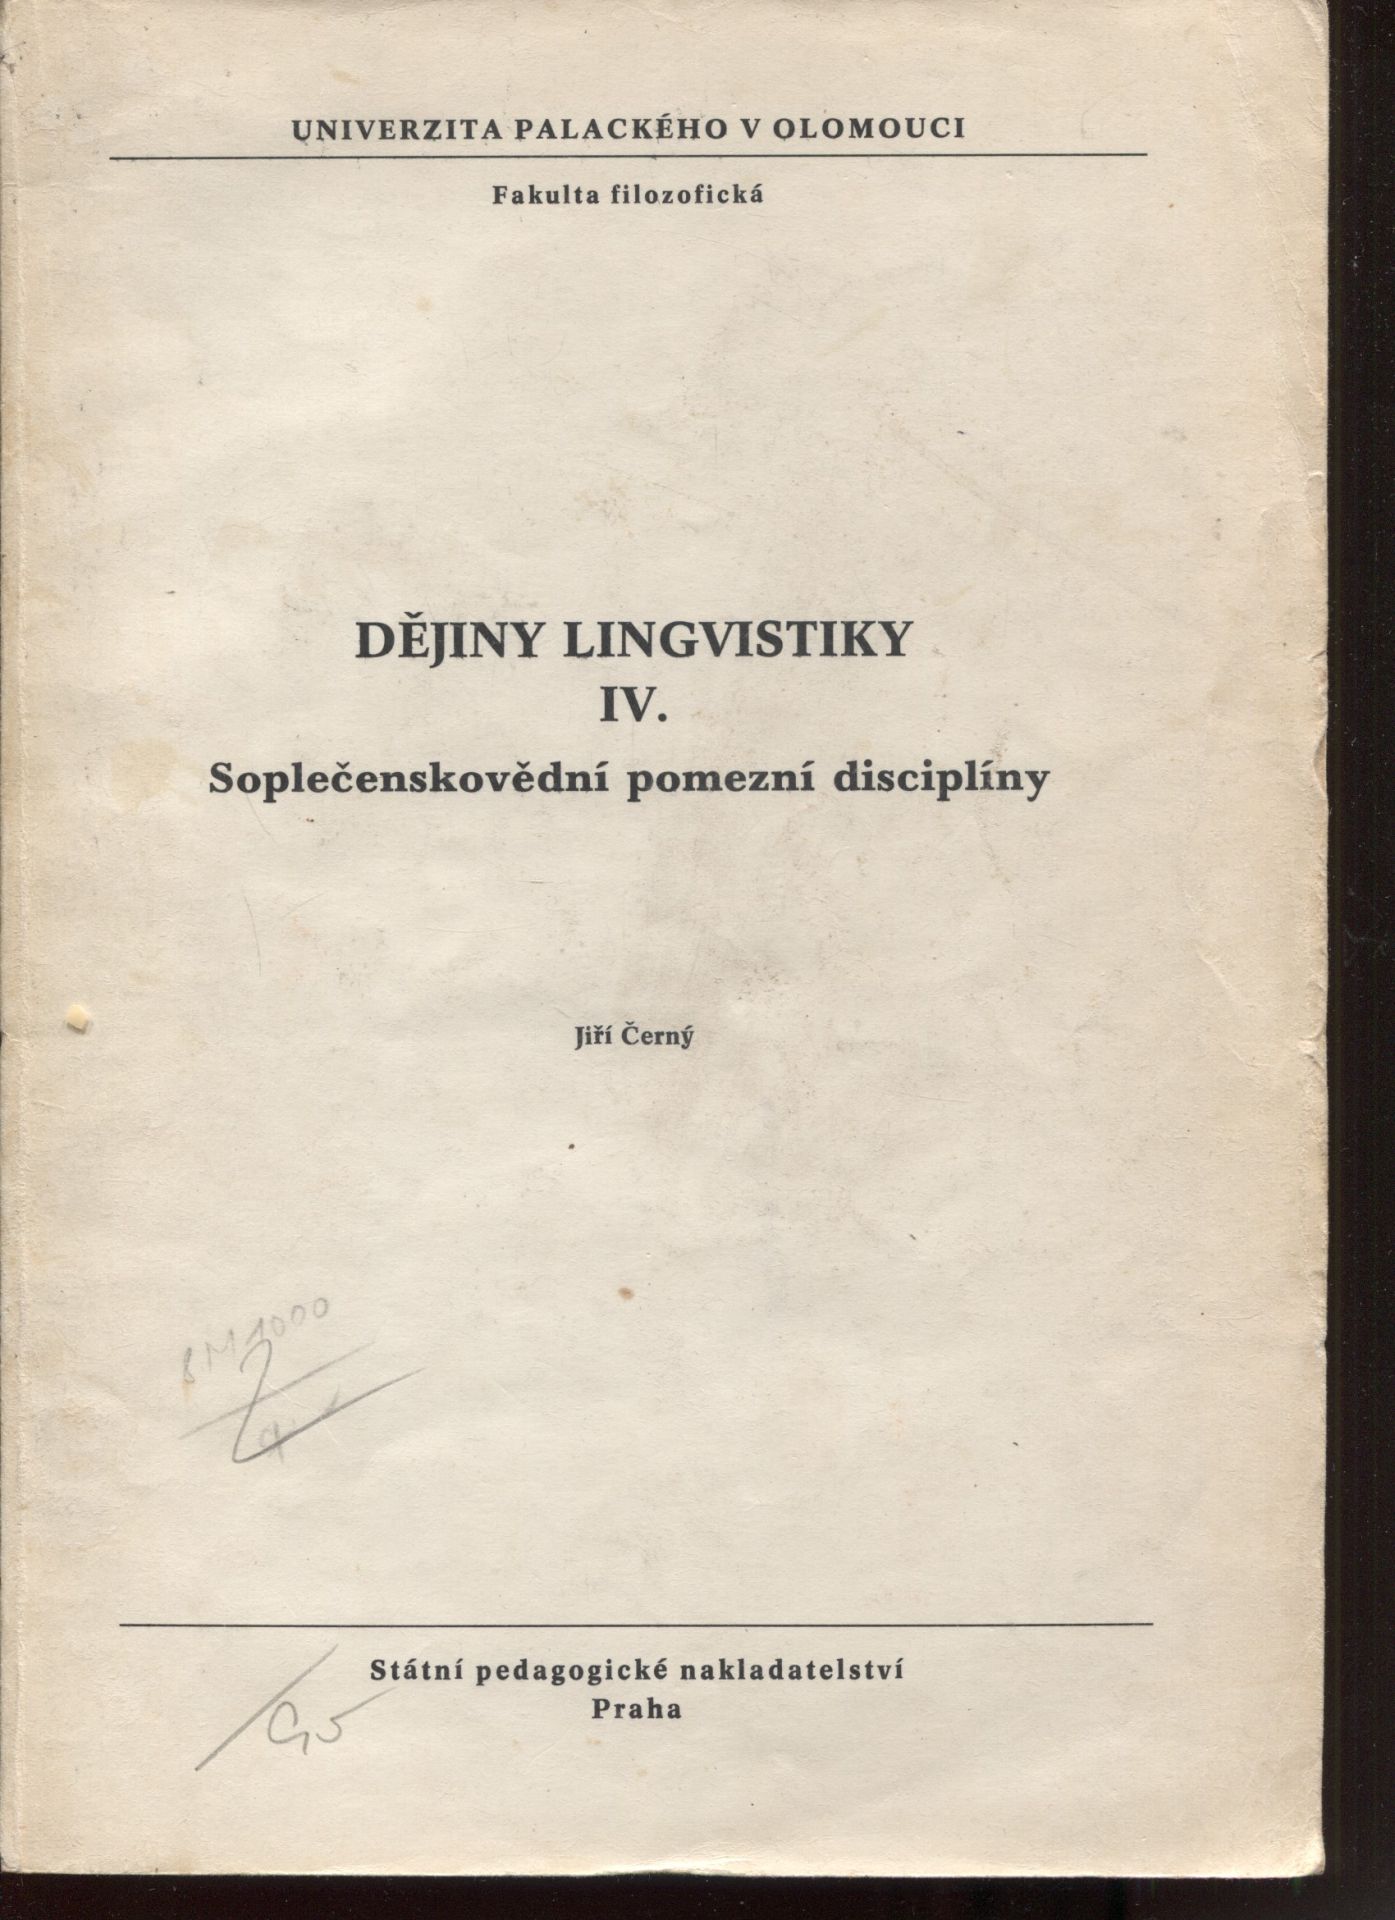 UNIVERZITA PALACKÉHO V OLOMOUCI
Fakulta filozofická
DĚJINY LINGVISTIKY
IV.
Soplečenskovědní pomezní disciplíny
Jiří Černý
Státní pedagogické nakladatelství
Praha